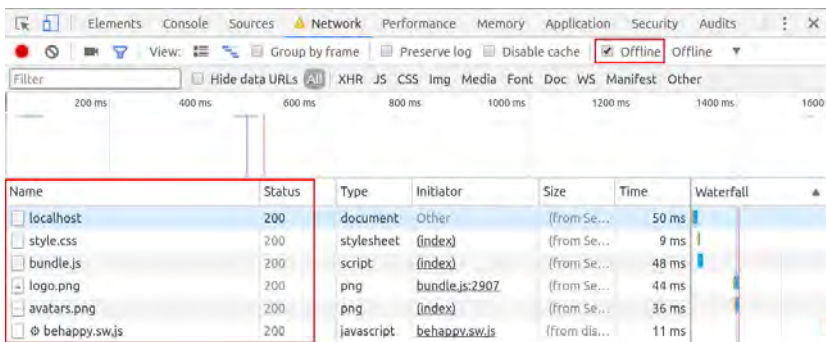 Elements Console Sources Network Performance Memory Application Security Audits
View: Group by frame Preserve log Disable cache Offline Offline
Filter Hide data URLs All XHR JS CSS Img Media Font Doc WS Manifest Other
200 ms 400 ms 600 ms 800 ms 1000 ms 1200 ms 1400 ms 1600
Name Status Type Initiator Size Time Waterfall
localhost 200 document Other (from Se... 50 ms
style.css 200 stylesheet (index) (from Se... 9 ms
bundle.js 200 script (index) (from Se... 48 ms
logo.png 200 png bundle.js:2907 (from Se... 44 ms
avatars.png 200 png (index) (from Se... 36 ms
behappy.sw.js 200 javascript behappy.sw.js (from dis... 11 ms